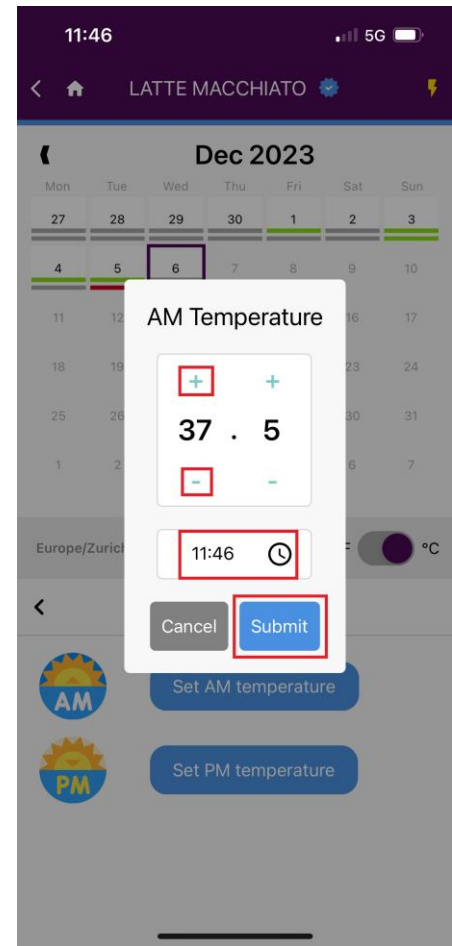 11:46 5G
LATTE MACCHIATO
Dec 2023
Mon Tue Wed Thu Fri Sat Sun
27 28 29 30 1 2 3
4 5 6 7 8 9 10
11 12 16 17
AM Temperature
18 19 23 24
+ +
25 26 30 31
37 . 5
1 2 6 7
- -
Europe/Zurich 11:46 F °C
Cancel Submit
AM Set AM temperature
PM Set PM temperature